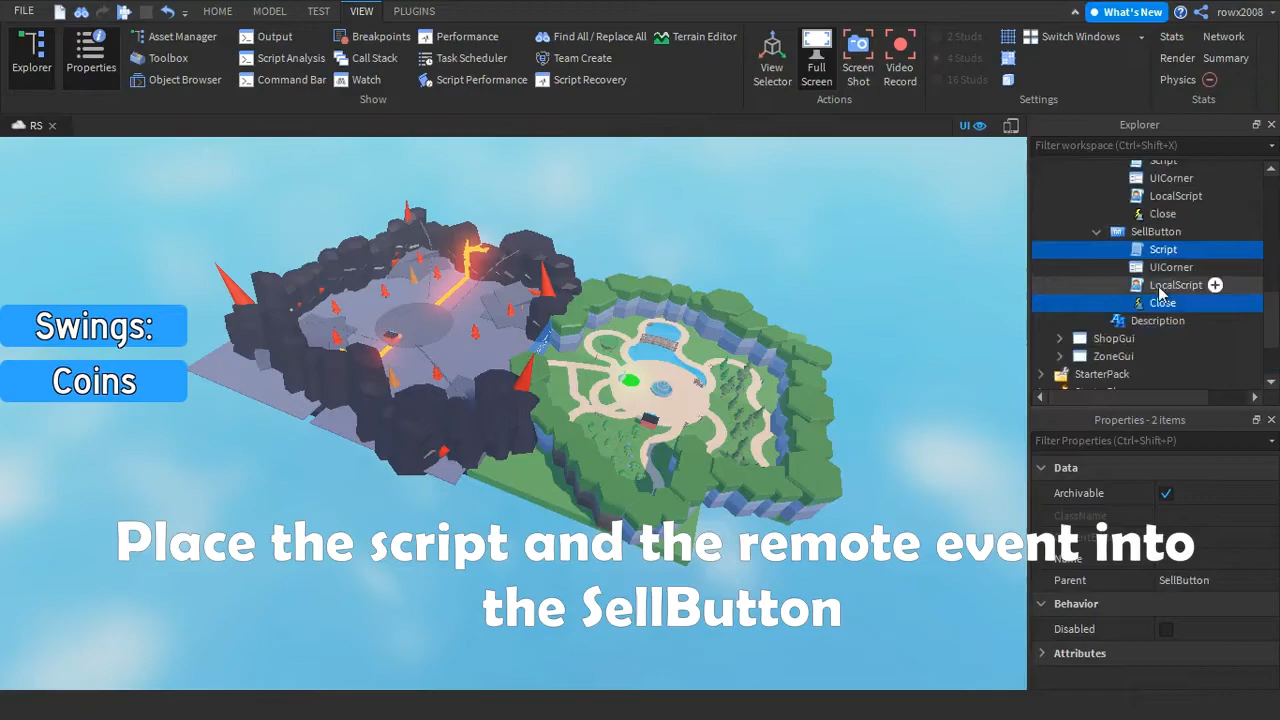 FILE HOME MODEL TEST VIEW PLUGINS What's New rowx2008
Explorer Properties Asset Manager Output Breakpoints Performance Find All / Replace All Terrain Editor View Selector Full Screen Screen Shot Video Record 2 Studs Switch Windows Stats Network
Toolbox Script Analysis Call Stack Task Scheduler Team Create 4 Studs Render Summary
Object Browser Command Bar Watch Script Performance Script Recovery 16 Studs Physics
Show Actions Settings Stats
RS UI Explorer
Filter workspace (Ctrl+Shift+X)
Script
UICorner
LocalScript
Close
SellButton
Script
UICorner
LocalScript
Close
Description
ShopGui
ZoneGui
StarterPack
Swings:
Coins
Properties - 2 items
Filter Properties (Ctrl+Shift+P)
Data
Archivable
ClassName
Name
Parent SellButton
Behavior
Disabled
Attributes
Place the script and the remote event into
the SellButton